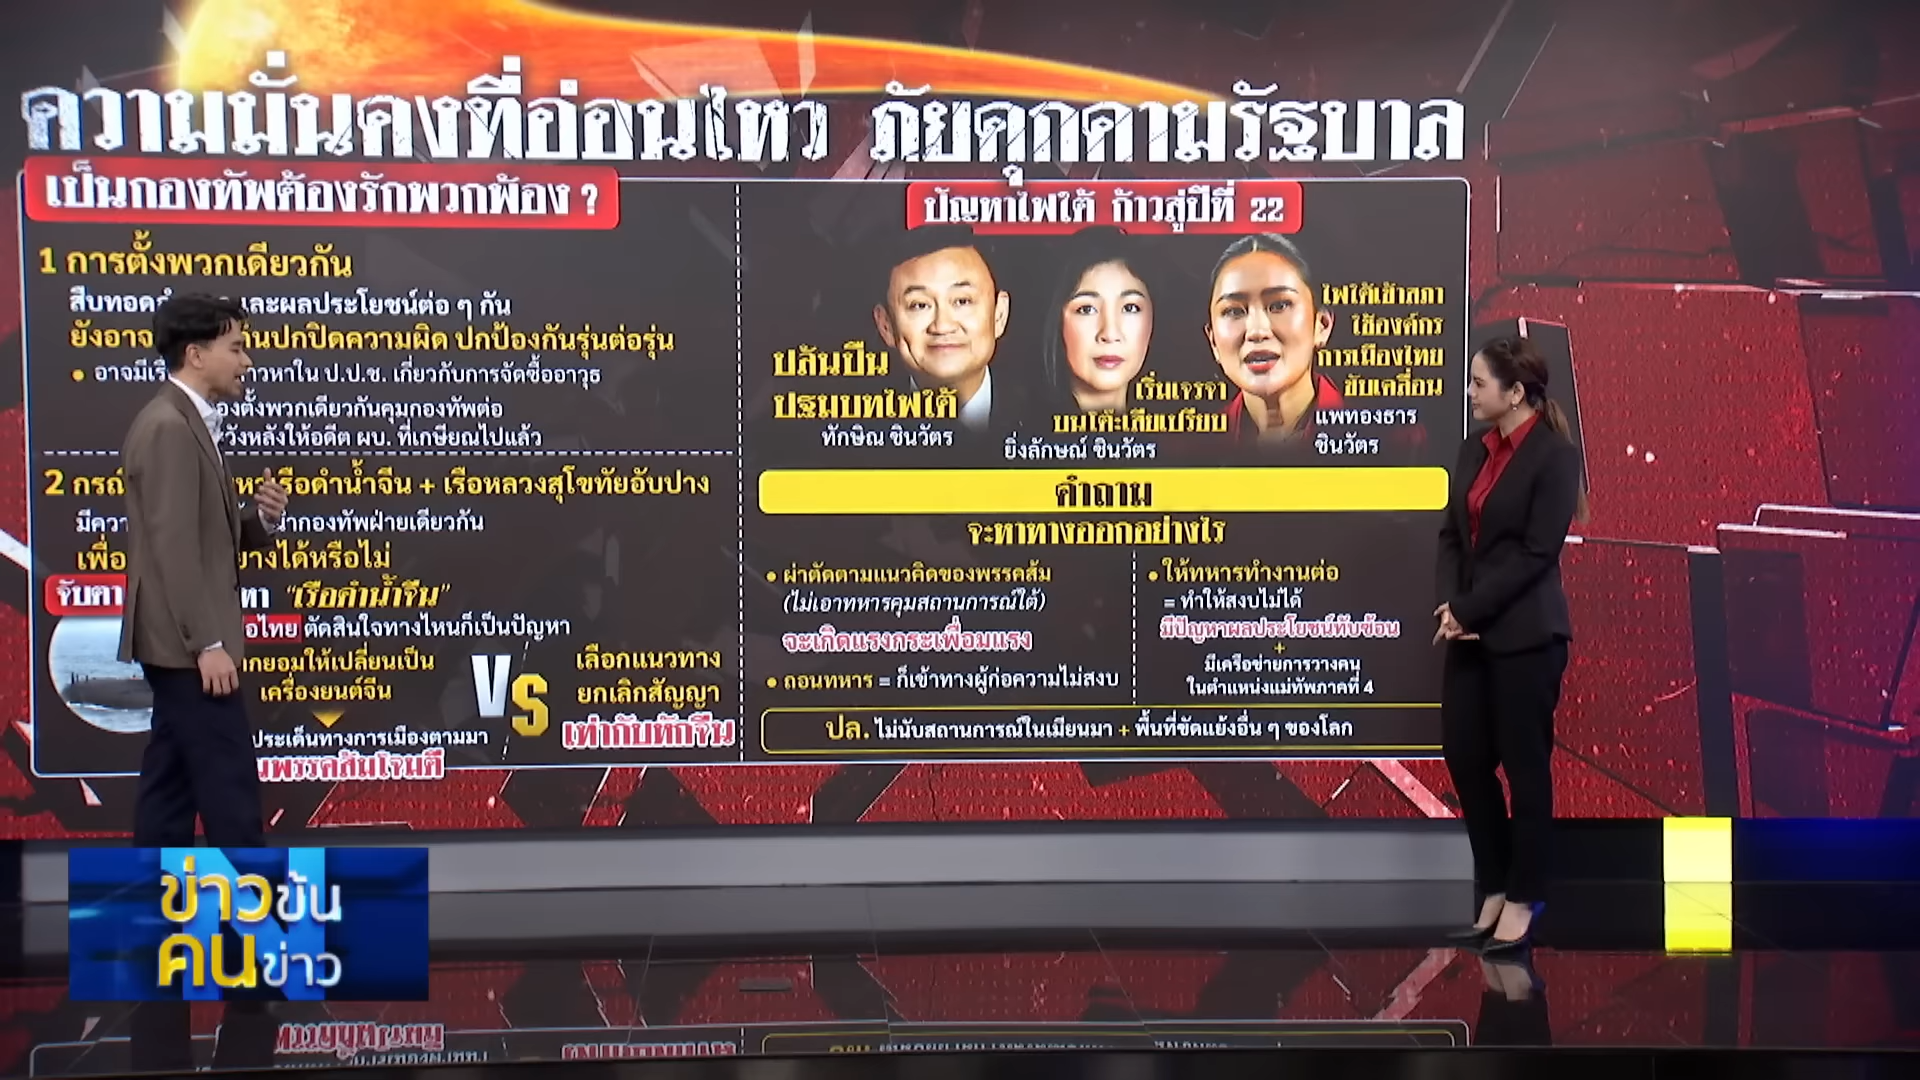 ความมั่นคงที่อ่อนไหว ภัยคุกคามรัฐบาล
เป็นกองทัพต้องรักพวกพ้อง ?
1 การตั้งพวกเดียวกัน
และผลประโยชน์ต่อ ๆ กัน
ยังอาจ
ปกปิดความผิด ปกป้องกันรุ่นต่อรุ่น
• อาจมี
ใน ป.ป.ช. เกี่ยวกับการจัดซื้ออาวุธ
ตั้งพวกเดียวกันคุมกองทัพต่อ
หลังให้อดีต ผบ. ที่เกษียณไปแล้ว
2
เรือดำน้ำจีน + เรือหลวงสุโขทัยอับปาง
กองทัพฝ่ายเดียวกัน
ได้หรือไม่
"เรือดำน้ำจีน"
ตัดสินใจทางไหนก็เป็นปัญหา
ยอมให้เปลี่ยนเป็น
เครื่องยนต์จีน
ประเด็นทางการเมืองตามมา
พรรคส้มโจมตี
VS
เลือกแนวทาง
ยกเลิกสัญญา
เท่ากับหักจีน
ปัญหาไฟใต้ ก้าวสู่ปีที่ 22
ปล้นปืน
ปฐมบทไฟใต้
ทักษิณ ชินวัตร
เริ่มเจรจา
บนโต๊ะเสียเปรียบ
ยิ่งลักษณ์ ชินวัตร
ไฟใต้เข้าสภา
ใช้องค์กร
การเมืองไทย
ขับเคลื่อน
แพทองธาร
ชินวัตร
คำถาม
จะหาทางออกอย่างไร
• ผ่าตัดตามแนวคิดของพรรคส้ม
(ไม่เอาทหารคุมสถานการณ์ใต้)
จะเกิดแรงกระเพื่อมแรง
• ถอนทหาร = ก็เข้าทางผู้ก่อความไม่สงบ
• ให้ทหารทำงานต่อ
= ทำให้สงบไม่ได้
มีปัญหาผลประโยชน์ทับซ้อน
+
มีเครือข่ายการวางคน
ในตำแหน่งแม่ทัพภาคที่ 4
ปล. ไม่นับสถานการณ์ในเมียนมา + พื้นที่ขัดแย้งอื่น ๆ ของโลก
ข่าวข้น
คนข่าว